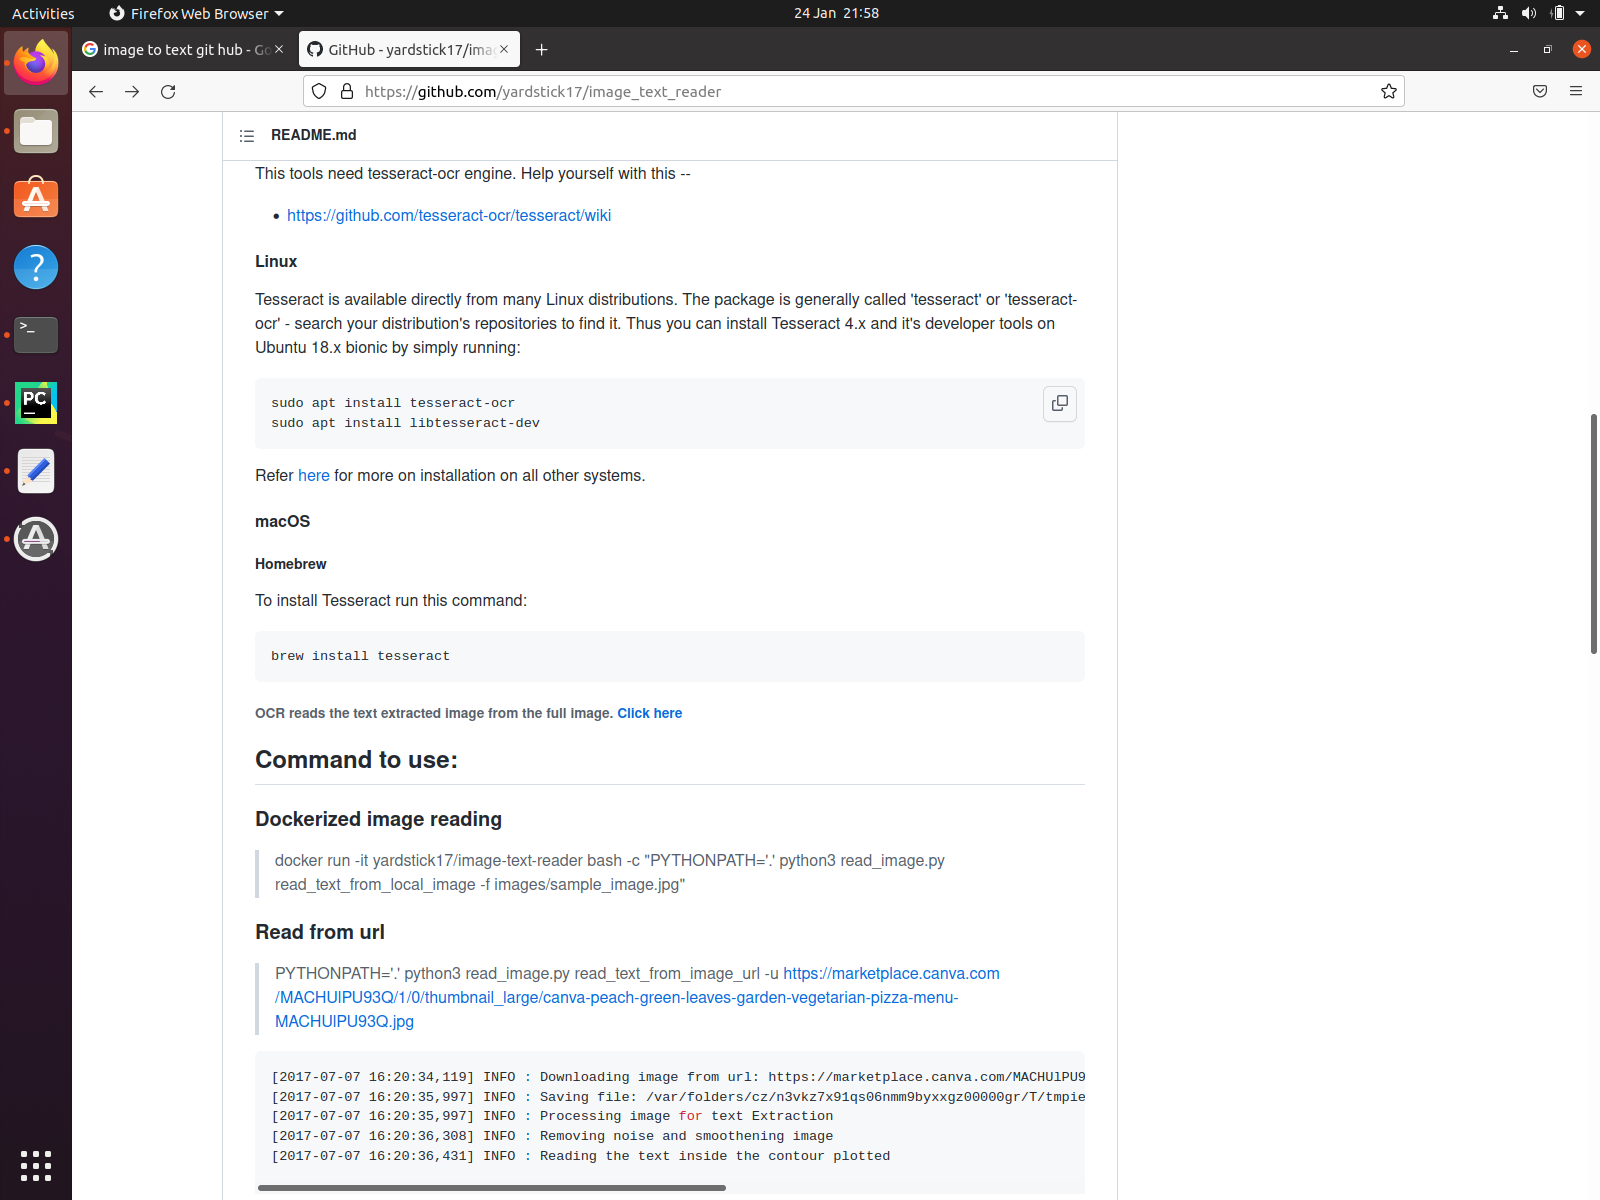 Activities
Firefox Web Browser
24 Jan 21:58
image to text git hub - Go
GitHub - yardstick17/imag
https://github.com/yardstick17/image_text_reader
README.md
This tools need tesseract-ocr engine. Help yourself with this --
https://github.com/tesseract-ocr/tesseract/wiki
Linux
Tesseract is available directly from many Linux distributions. The package is generally called 'tesseract' or 'tesseract-
ocr' - search your distribution's repositories to find it. Thus you can install Tesseract 4.x and it's developer tools on
Ubuntu 18.x bionic by simply running:
sudo apt install tesseract-ocr
sudo apt install libtesseract-dev
Refer here for more on installation on all other systems.
macOS
Homebrew
To install Tesseract run this command:
brew install tesseract
OCR reads the text extracted image from the full image. Click here
Command to use:
Dockerized image reading
docker run -it yardstick17/image-text-reader bash -c "PYTHONPATH='.' python3 read_image.py
read_text_from_local_image -f images/sample_image.jpg"
Read from url
PYTHONPATH='.' python3 read_image.py read_text_from_image_url -u https://marketplace.canva.com
/MACHUlPU93Q/1/0/thumbnail_large/canva-peach-green-leaves-garden-vegetarian-pizza-menu-
MACHUlPU93Q.jpg
[2017-07-07 16:20:34,119] INFO : Downloading image from url: https://marketplace.canva.com/MACHUlPU9
[2017-07-07 16:20:35,997] INFO : Saving file: /var/folders/cz/n3vkz7x91qs06nmm9byxxgz00000gr/T/tmpie
[2017-07-07 16:20:35,997] INFO : Processing image for text Extraction
[2017-07-07 16:20:36,308] INFO : Removing noise and smoothening image
[2017-07-07 16:20:36,431] INFO : Reading the text inside the contour plotted
PC